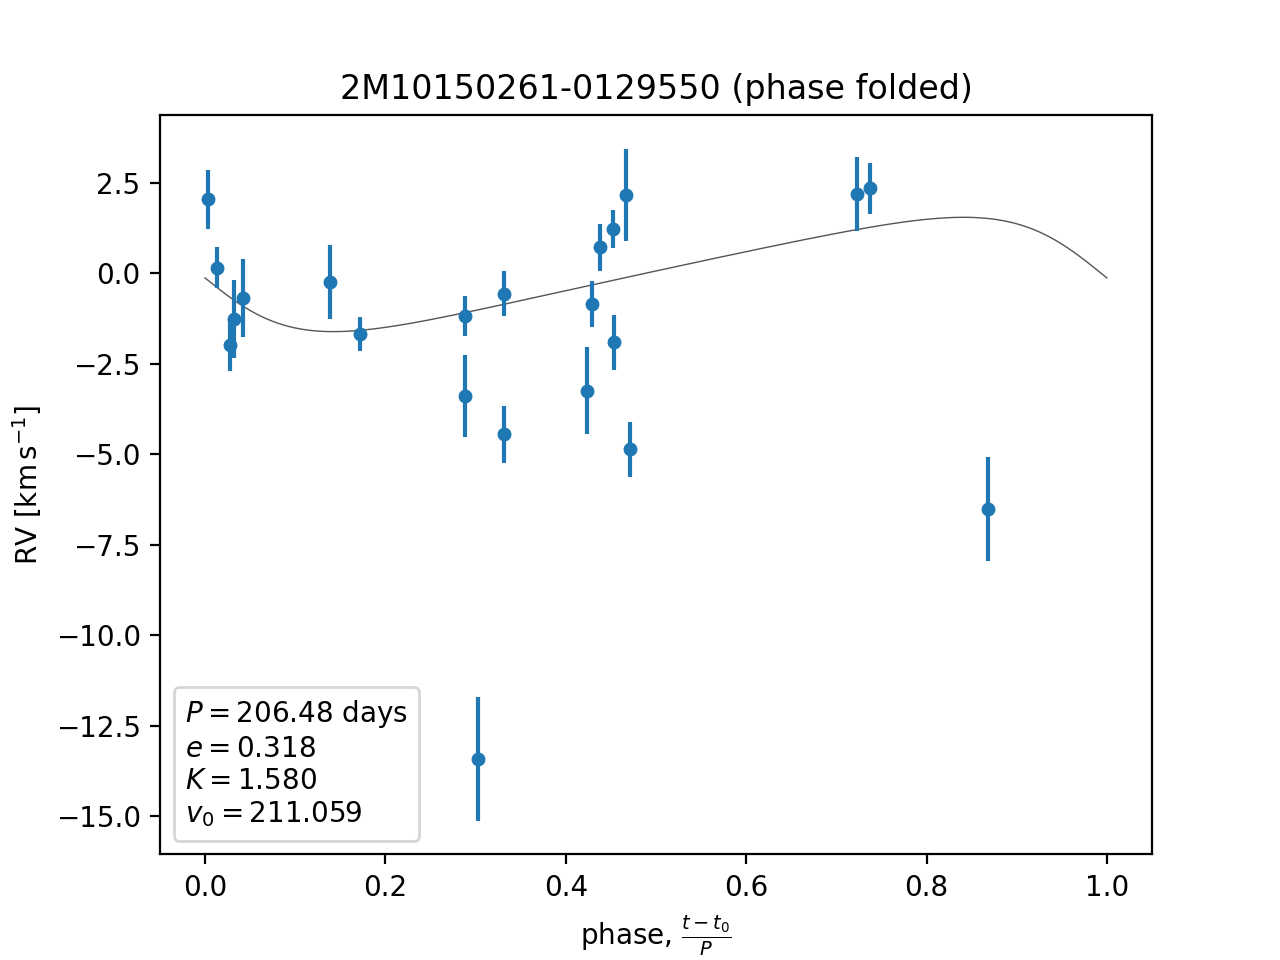 2M10150261-0129550 (phase folded)
2.5
0.0
−2.5
−5.0
−7.5
−10.0
−12.5
−15.0
RV [km s⁻¹]
P = 206.48 days
e = 0.318
K = 1.580
v₀ = 211.059
0.0 0.2 0.4 0.6 0.8 1.0
phase, (t − t₀)/P